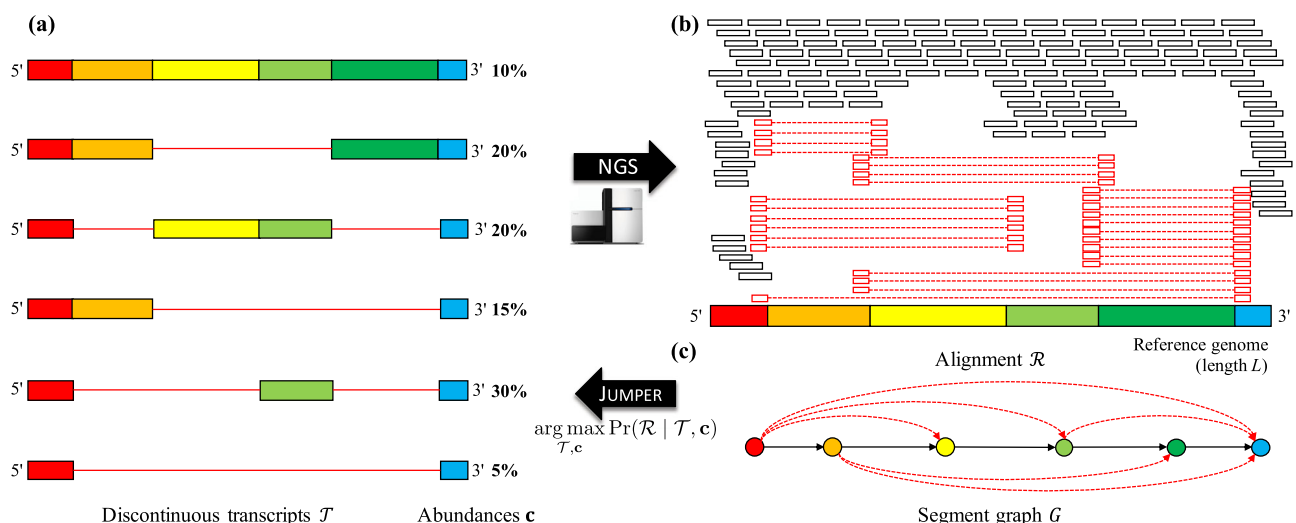 (a)
5' 3' 10%
5' 3' 20%
5' 3' 20%
5' 3' 15%
5' 3' 30%
5' 3' 5%
Discontinuous transcripts 𝒯
Abundances c
NGS
JUMPER
arg max Pr(ℛ | 𝒯, c)
𝒯,c
(b)
5' 3'
Reference genome
(length L)
Alignment ℛ
(c)
Segment graph G